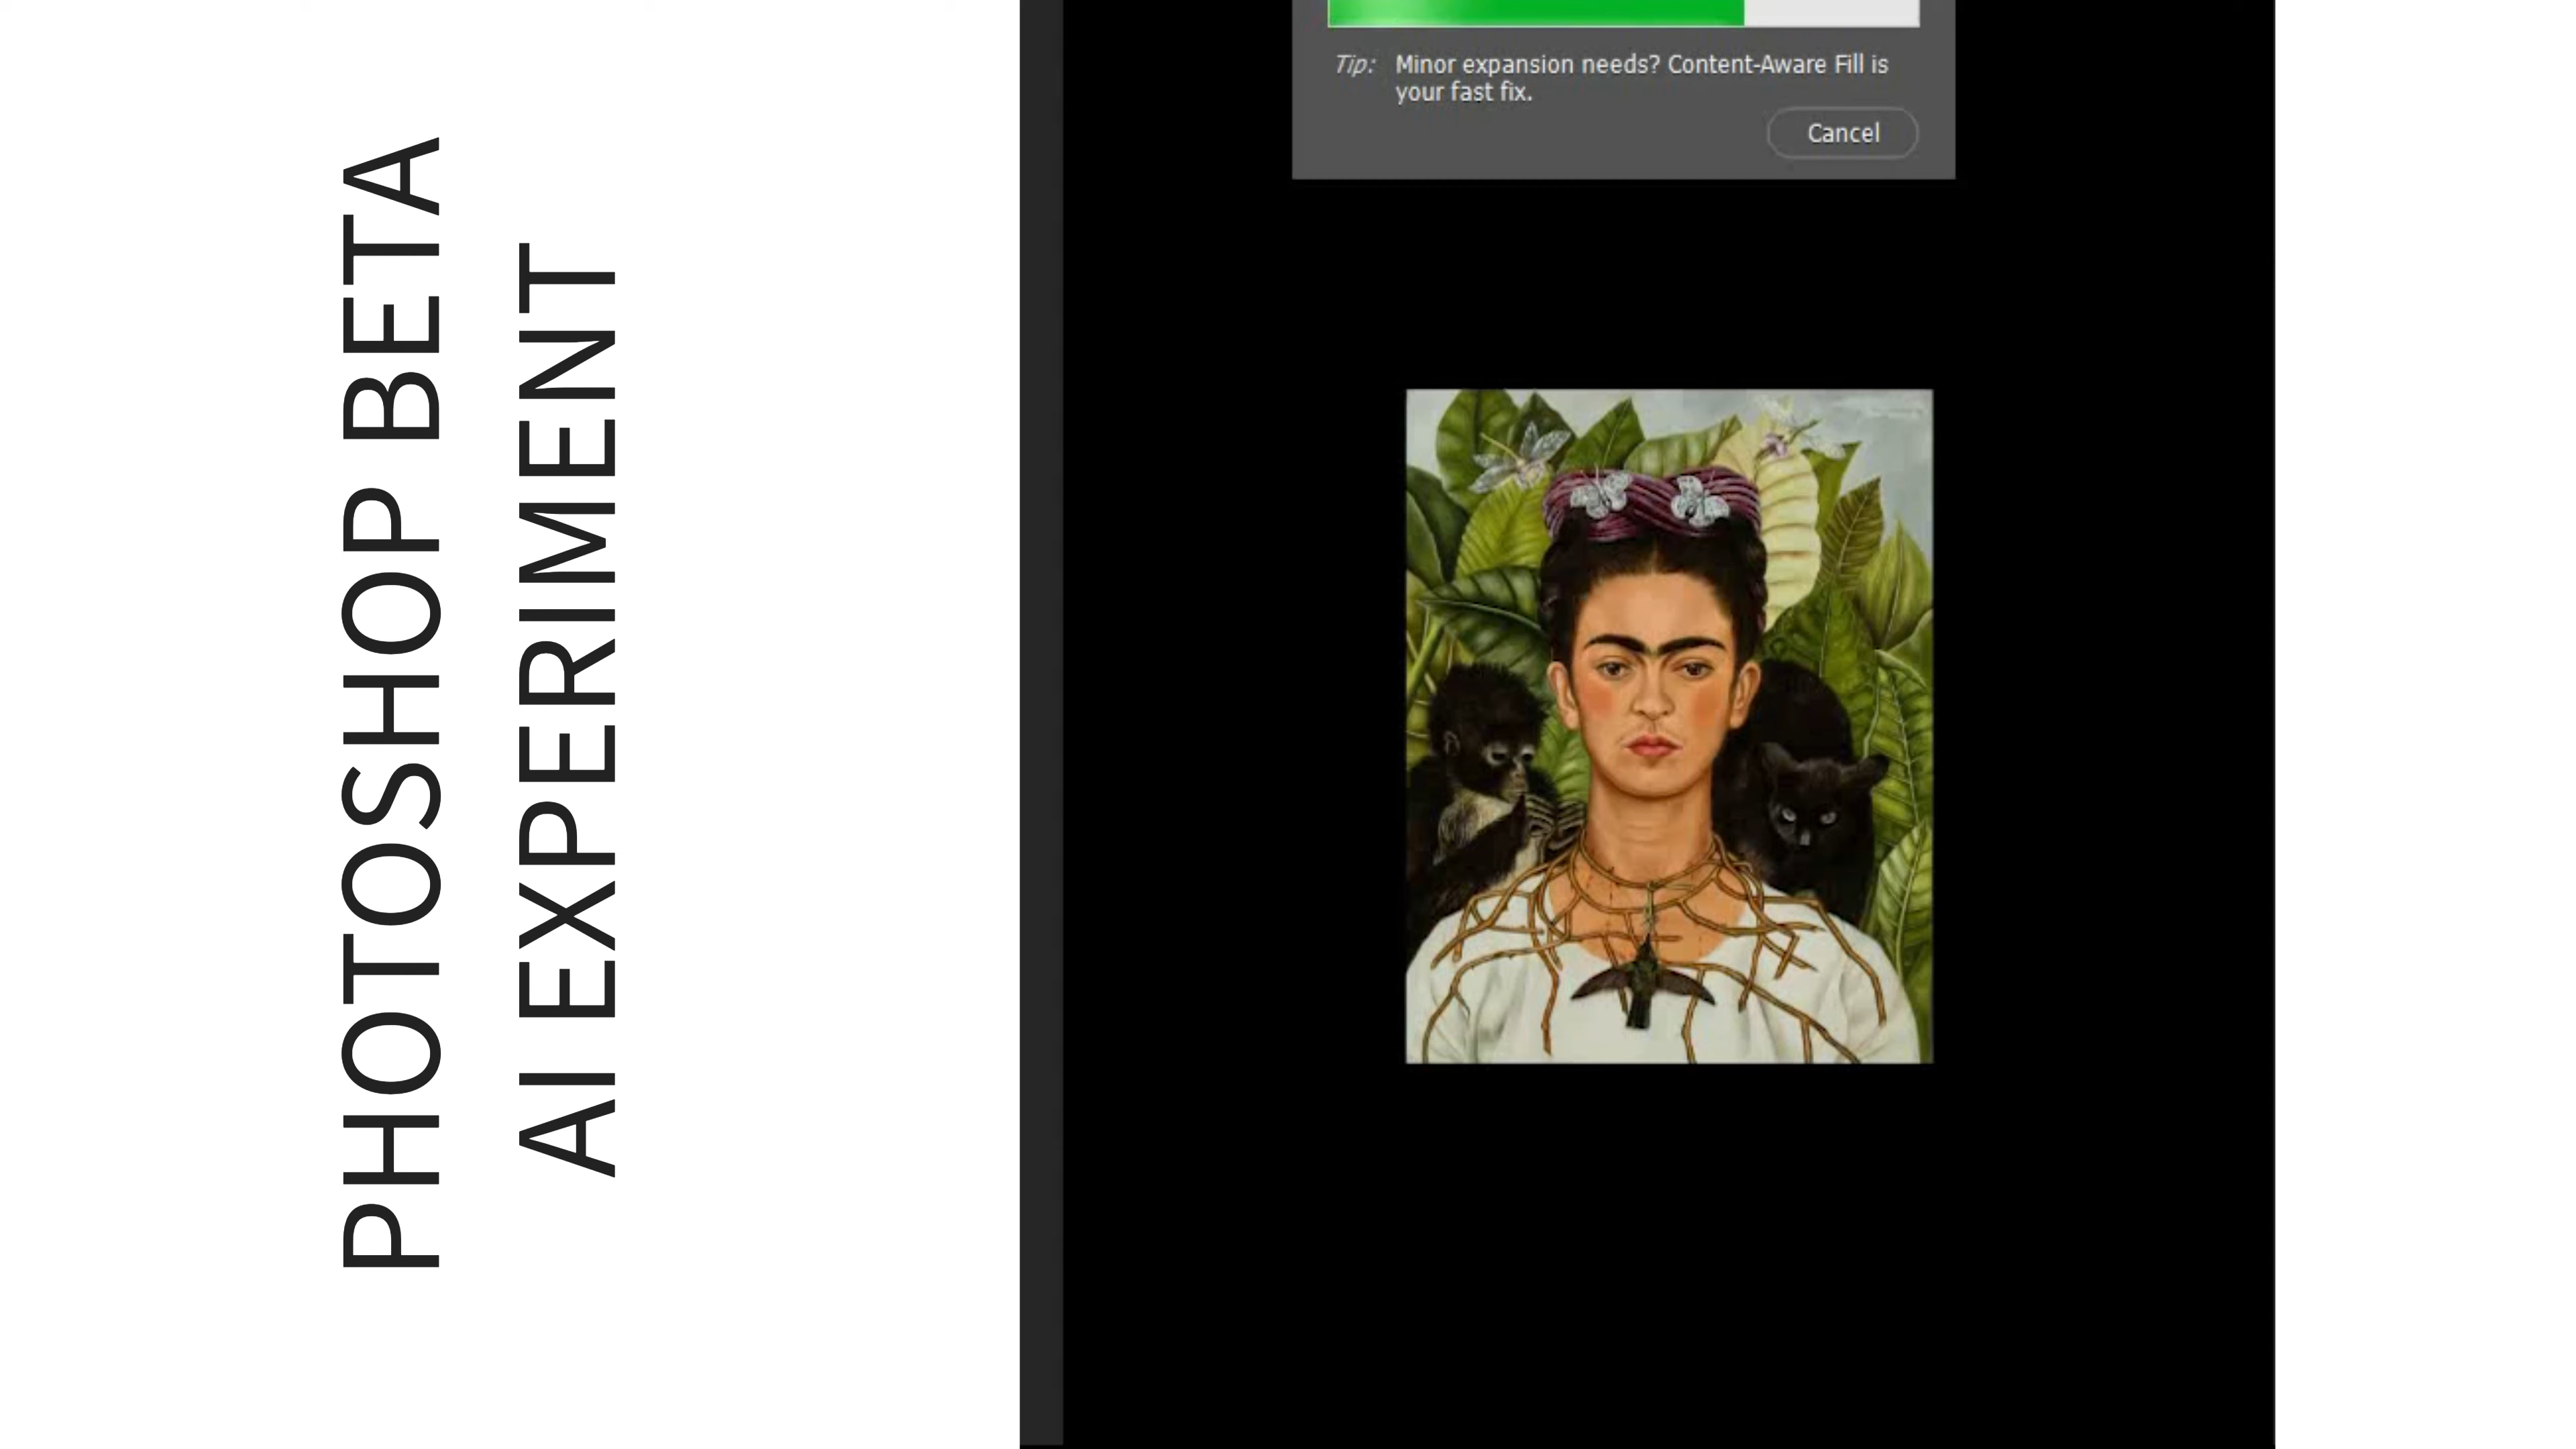 PHOTOSHOP BETA
AI EXPERIMENT
Tip: Minor expansion needs? Content-Aware Fill is
your fast fix.
Cancel